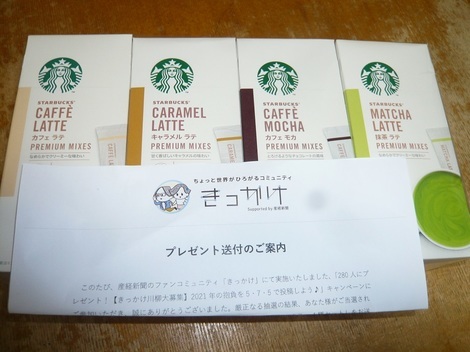 STARBUCKS
CAFFÈ
LATTE
カフェ ラテ
PREMIUM MIXES
STARBUCKS
CARAMEL
LATTE
キャラメル ラテ
PREMIUM MIXES
STARBUCKS
CAFFÈ
MOCHA
カフェ モカ
PREMIUM MIXES
STARBUCKS
MATCHA
LATTE
抹茶 ラテ
PREMIUM MIXES
ちょっと世界がひろがるコミュニティ
きっかけ
Supported by 産経新聞
プレゼント送付のご案内
このたび、産経新聞のファンコミュニティ「きっかけ」にて実施いたしました、「280人に
プレゼント!【きっかけ川柳大募集】2021年の抱負を5・7・5で投稿しよう♪」キャンペーンに
ご参加いただき、誠にありがとうございました。厳正なる抽選の結果、あなた様がご当選され